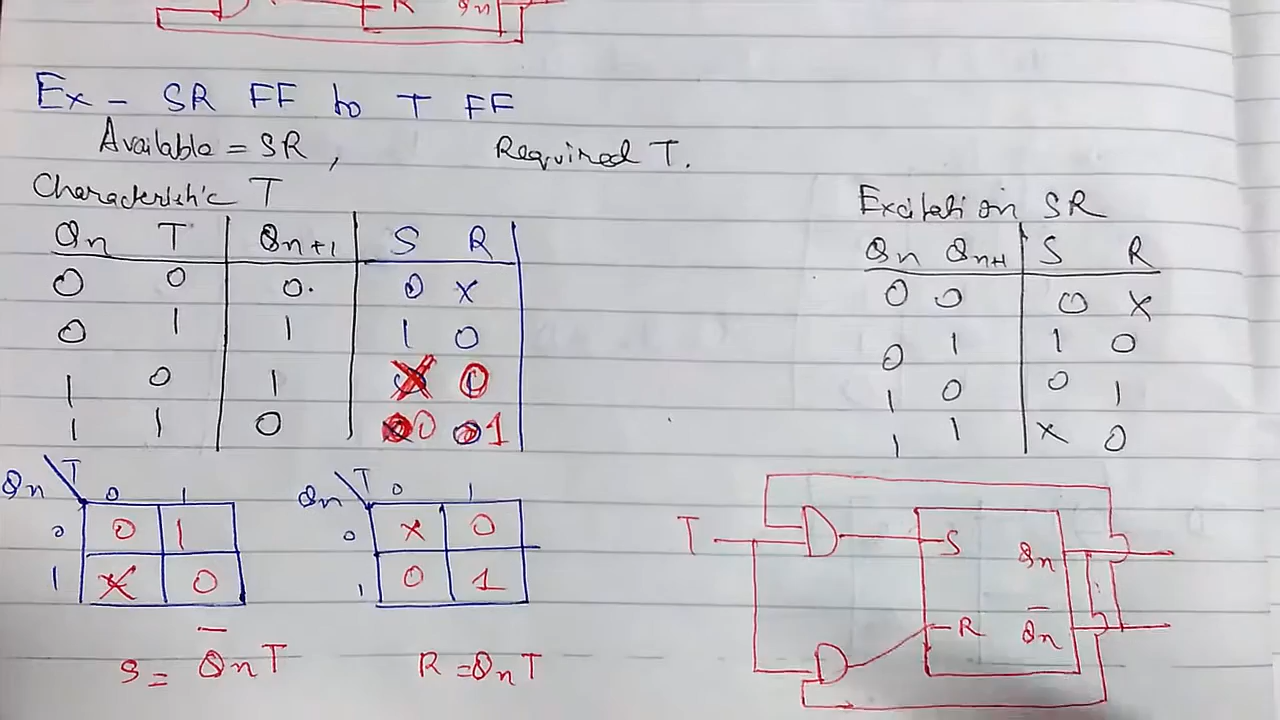 R Qn
Ex - SR FF to T FF
Available = SR, Required T.
Characteristic T
Qn T Qn+1 S R
0 0 0 0 x
0 1 1 1 0
1 0 1 X 0
1 1 0 0 1
Excitation SR
Qn Qn+1 S R
0 0 0 X
0 1 1 0
1 0 0 1
1 1 X 0
Qn T 0 1
0 0 1
1 X 0
S = Q̅n T
Qn T 0 1
0 X 0
1 0 1
R = Qn T
T S Qn
R Q̅n